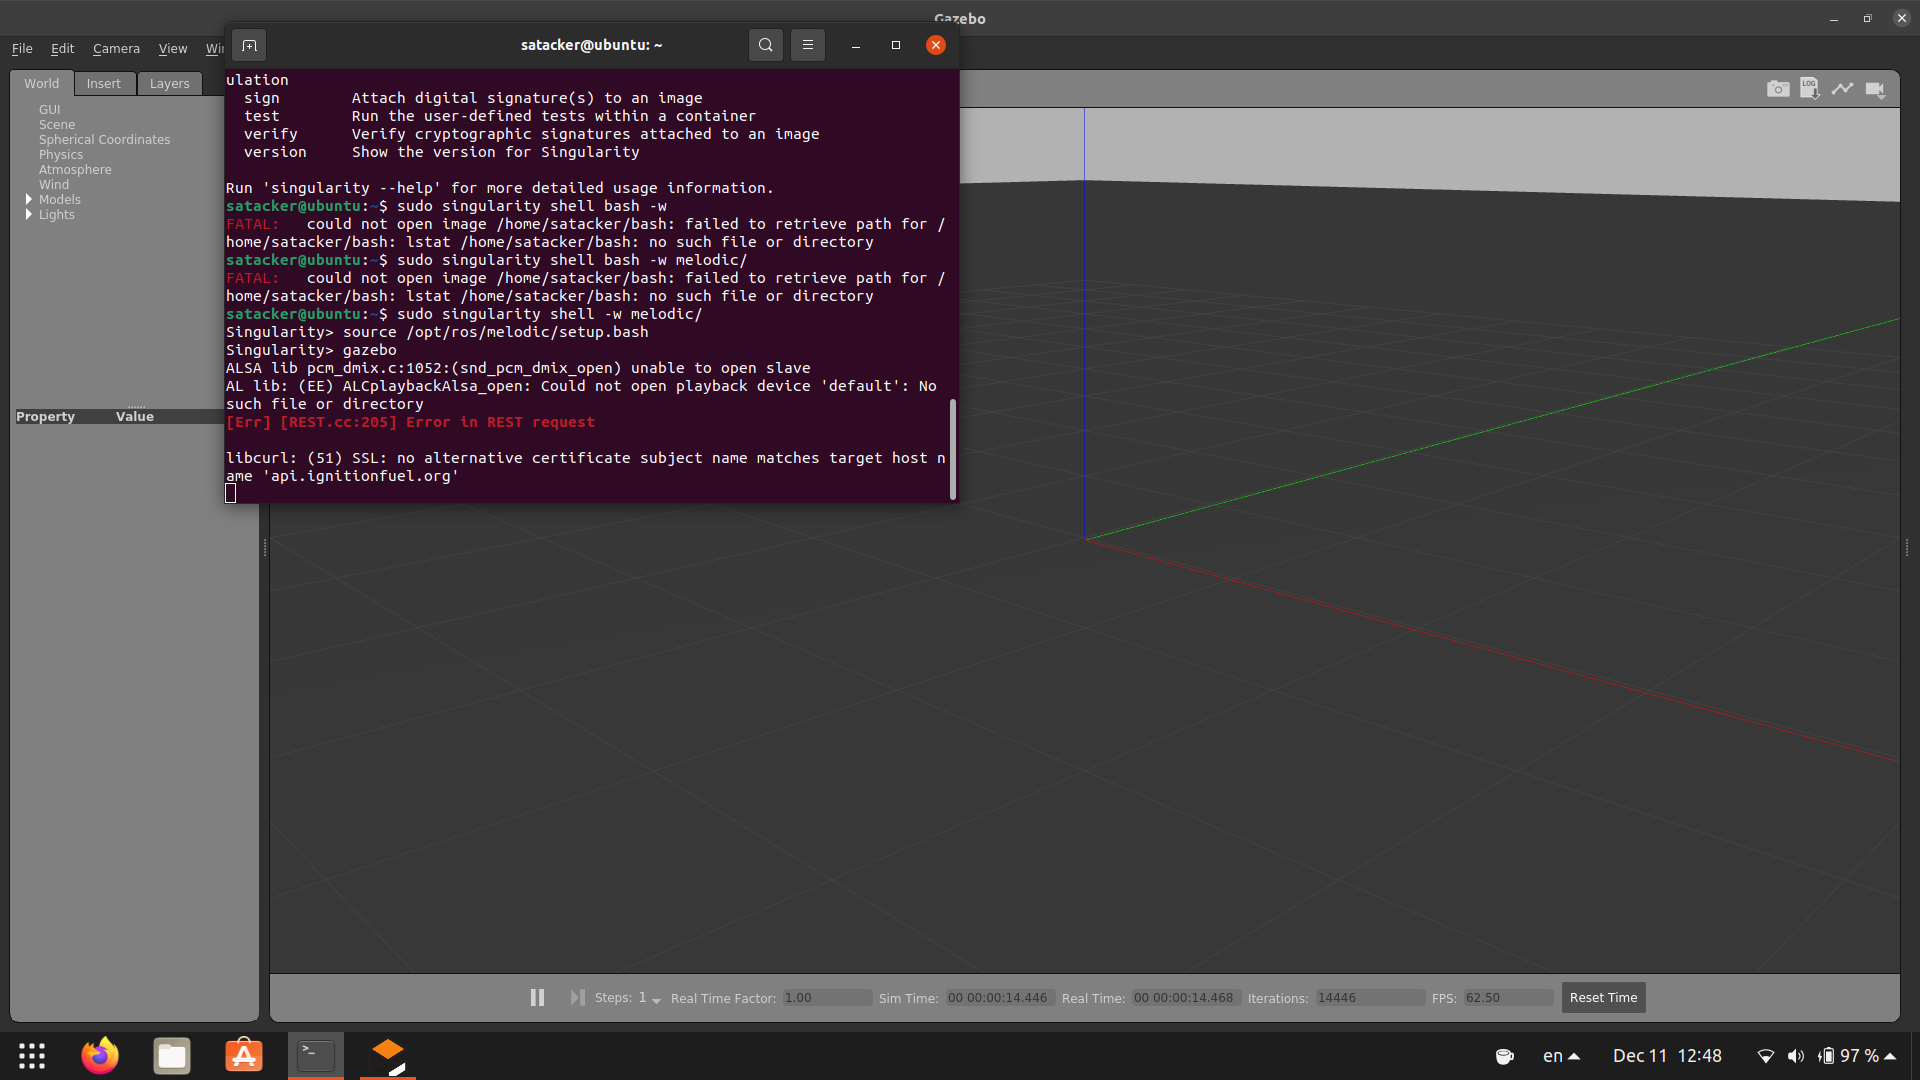 Gazebo
File Edit Camera View Wi
satacker@ubuntu: ~
World Insert Layers
GUI
Scene
Spherical Coordinates
Physics
Atmosphere
Wind
Models
Lights
Property Value
ulation
sign Attach digital signature(s) to an image
test Run the user-defined tests within a container
verify Verify cryptographic signatures attached to an image
version Show the version for Singularity
Run 'singularity --help' for more detailed usage information.
satacker@ubuntu:~$ sudo singularity shell bash -w
FATAL: could not open image /home/satacker/bash: failed to retrieve path for /
home/satacker/bash: lstat /home/satacker/bash: no such file or directory
satacker@ubuntu:~$ sudo singularity shell bash -w melodic/
FATAL: could not open image /home/satacker/bash: failed to retrieve path for /
home/satacker/bash: lstat /home/satacker/bash: no such file or directory
satacker@ubuntu:~$ sudo singularity shell -w melodic/
Singularity> source /opt/ros/melodic/setup.bash
Singularity> gazebo
ALSA lib pcm_dmix.c:1052:(snd_pcm_dmix_open) unable to open slave
AL lib: (EE) ALCplaybackAlsa_open: Could not open playback device 'default': No
such file or directory
[Err] [REST.cc:205] Error in REST request
libcurl: (51) SSL: no alternative certificate subject name matches target host n
ame 'api.ignitionfuel.org'
LOG
Steps: 1 Real Time Factor: 1.00 Sim Time: 00 00:00:14.446 Real Time: 00 00:00:14.468 Iterations: 14446 FPS: 62.50 Reset Time
>_
en Dec 11 12:48 97 %